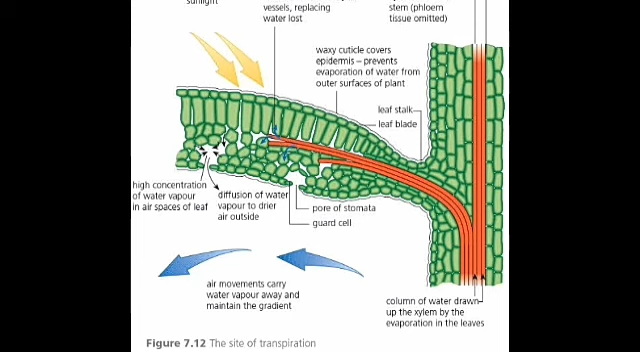 sunlight
vessels, replacing
water lost
stem (phloem
tissue omitted)
waxy cuticle covers
epidermis – prevents
evaporation of water from
outer surfaces of plant
leaf stalk
leaf blade
high concentration
of water vapour
in air spaces of leaf
diffusion of water
vapour to drier
air outside
pore of stomata
guard cell
air movements carry
water vapour away and
maintain the gradient
column of water drawn
up the xylem by the
evaporation in the leaves
Figure 7.12 The site of transpiration